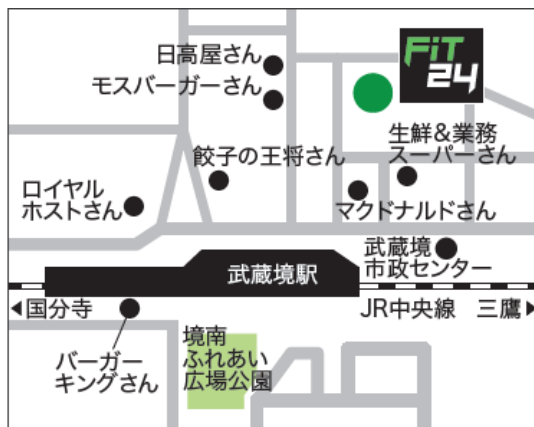 日高屋さん
モスバーガーさん
FiT
24
生鮮&業務
スーパーさん
餃子の王将さん
ロイヤル
ホストさん
マクドナルドさん
武蔵境
市政センター
武蔵境駅
◀国分寺
JR中央線 三鷹▶
バーガー
キングさん
境南
ふれあい
広場公園